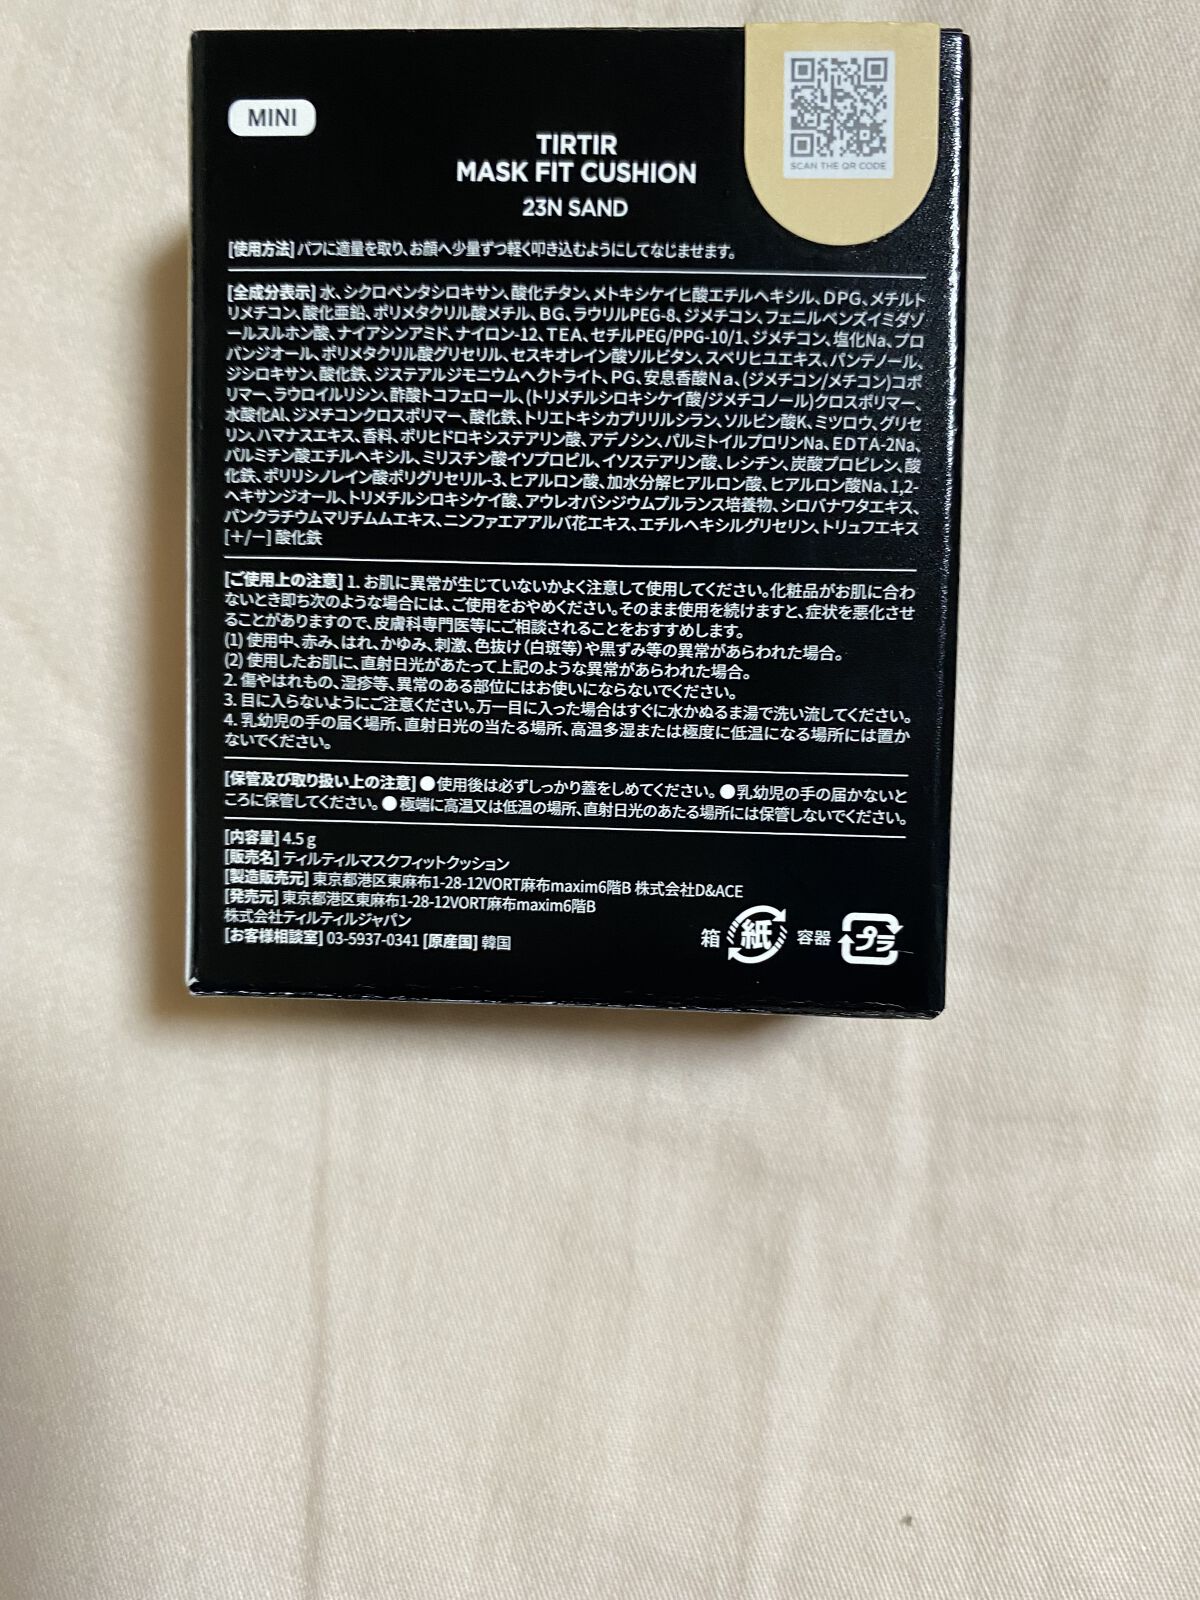 MINI
SCAN THE QR CODE
TIRTIR
MASK FIT CUSHION
23N SAND
[使用方法] パフに適量を取り、お顔へ少量ずつ軽く叩き込むようにしてなじませます。
[全成分表示] 水、シクロペンタシロキサン、酸化チタン、メトキシケイヒ酸エチルヘキシル、DPG、メチルト
リメチコン、酸化亜鉛、ポリメタクリル酸メチル、BG、ラウリルPEG-8、ジメチコン、フェニルベンズイミダゾ
ールスルホン酸、ナイアシンアミド、ナイロン-12、TEA、セチルPEG/PPG-10/1、ジメチコン、塩化Na、プロ
パンジオール、ポリメタクリル酸グリセリル、セスキオレイン酸ソルビタン、スベリヒユエキス、パンテノール、
ジシロキサン、酸化鉄、ジステアルジモニウムヘクトライト、PG、安息香酸Na、(ジメチコン/メチコン)コポ
リマー、ラウロイルリシン、酢酸トコフェロール、(トリメチルシロキシケイ酸/ジメチコノール)クロスポリマー、
水酸化Al、ジメチコンクロスポリマー、酸化鉄、トリエトキシカプリリルシラン、ソルビン酸K、ミツロウ、グリセ
リン、ハマナスエキス、香料、ポリヒドロキシステアリン酸、アデノシン、パルミトイルプロリンNa、EDTA-2Na、
パルミチン酸エチルヘキシル、ミリスチン酸イソプロピル、イソステアリン酸、レシチン、炭酸プロピレン、酸
化鉄、ポリリシノレイン酸ポリグリセリル-3、ヒアルロン酸、加水分解ヒアルロン酸、ヒアルロン酸Na、1,2-
ヘキサンジオール、トリメチルシロキシケイ酸、アウレオバシジウムプルランス培養物、シロバナワタエキス、
パンクラチウムマリチムムエキス、ニンファエアアルバ花エキス、エチルヘキシルグリセリン、トリュフエキス
[+/-] 酸化鉄
[ご使用上の注意] 1. お肌に異常が生じていないかよく注意して使用してください。化粧品がお肌に合わ
ないとき即ち次のような場合には、ご使用をおやめください。そのまま使用を続けますと、症状を悪化させ
ることがありますので、皮膚科専門医等にご相談されることをおすすめします。
(1) 使用中、赤み、はれ、かゆみ、刺激、色抜け(白斑等)や黒ずみ等の異常があらわれた場合。
(2) 使用したお肌に、直射日光があたって上記のような異常があらわれた場合。
2. 傷やはれもの、湿疹等、異常のある部位にはお使いにならないでください。
3. 目に入らないようにご注意ください。万一目に入った場合はすぐに水かぬるま湯で洗い流してください。
4. 乳幼児の手の届く場所、直射日光の当たる場所、高温多湿または極度に低温になる場所には置か
ないでください。
[保管及び取り扱い上の注意] ●使用後は必ずしっかり蓋をしめてください。●乳幼児の手の届かないと
ころに保管してください。● 極端に高温又は低温の場所、直射日光のあたる場所には保管しないでください。
[内容量] 4.5g
[販売名] ティルティルマスクフィットクッション
[製造販売元] 東京都港区東麻布1-28-12VORT麻布maxim6階B 株式会社D&ACE
[発売元] 東京都港区東麻布1-28-12VORT麻布maxim6階B
株式会社ティルティルジャパン
[お客様相談室] 03-5937-0341 [原産国] 韓国
箱 紙 容器 プラ